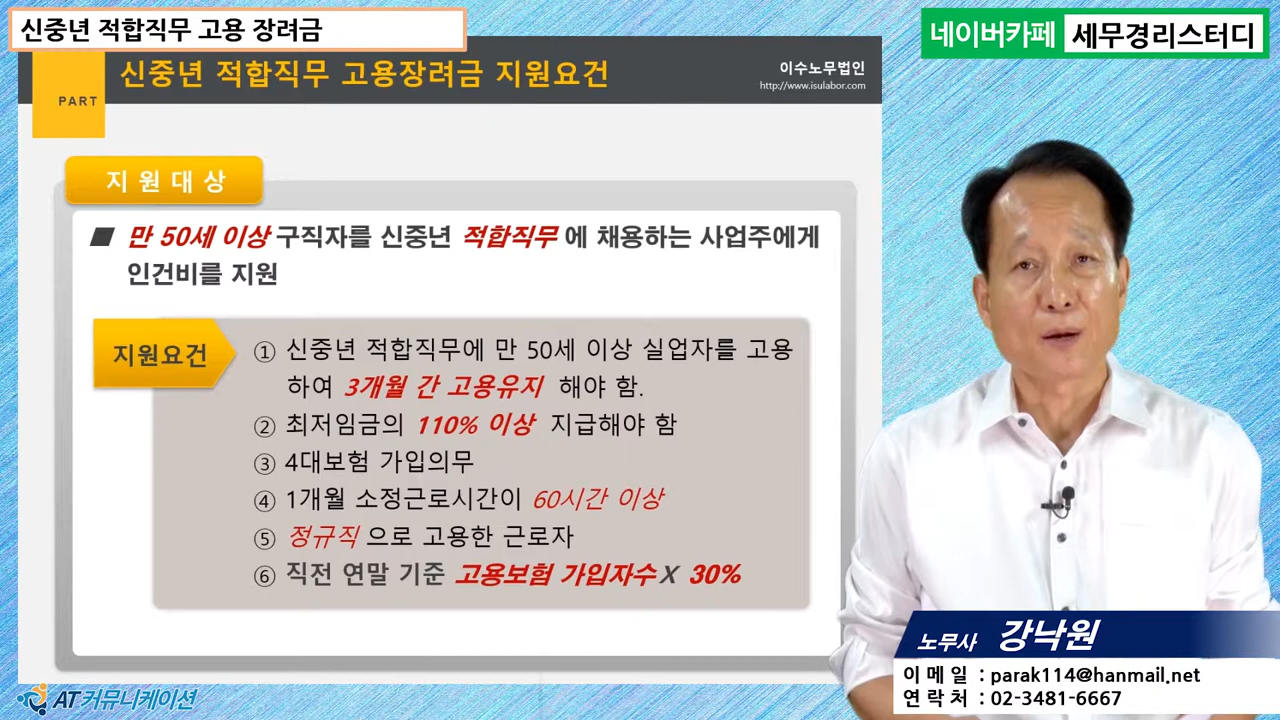 신중년 적합직무 고용 장려금
네이버카페 세무경리스터디
PART
신중년 적합직무 고용장려금 지원요건
이수노무법인
http://www.isulabor.com
지원대상
만 50세 이상 구직자를 신중년 적합직무 에 채용하는 사업주에게
인건비를 지원
지원요건
① 신중년 적합직무에 만 50세 이상 실업자를 고용
하여 3개월 간 고용유지 해야 함.
② 최저임금의 110% 이상 지급해야 함
③ 4대보험 가입의무
④ 1개월 소정근로시간이 60시간 이상
⑤ 정규직 으로 고용한 근로자
⑥ 직전 연말 기준 고용보험 가입자수 X 30%
노무사 강낙원
이 메 일 : parak114@hanmail.net
연 락 처 : 02-3481-6667
AT커뮤니케이션